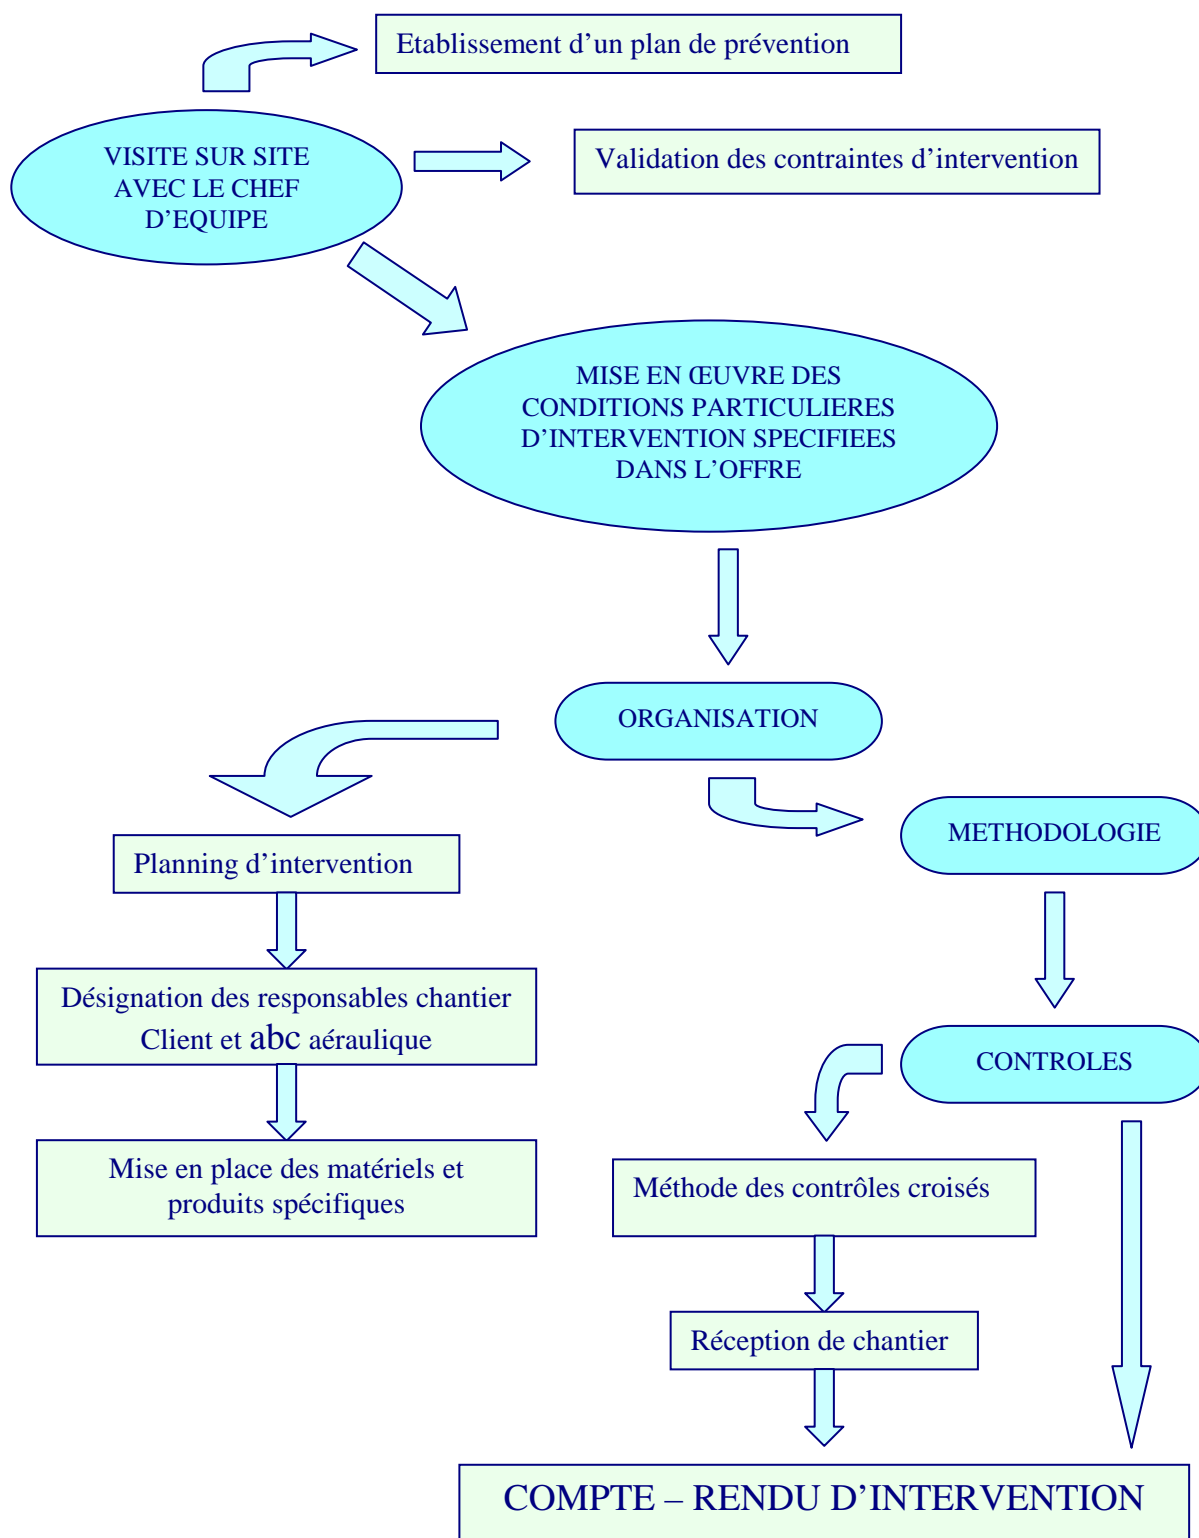 Etablissement d’un plan de prévention
VISITE SUR SITE
AVEC LE CHEF
D’EQUIPE
Validation des contraintes d’intervention
MISE EN ŒUVRE DES
CONDITIONS PARTICULIERES
D’INTERVENTION SPECIFIEES
DANS L’OFFRE
ORGANISATION
Planning d’intervention
METHODOLOGIE
Désignation des responsables chantier
Client et abc aéraulique
CONTROLES
Mise en place des matériels et
produits spécifiques
Méthode des contrôles croisés
Réception de chantier
COMPTE – RENDU D’INTERVENTION